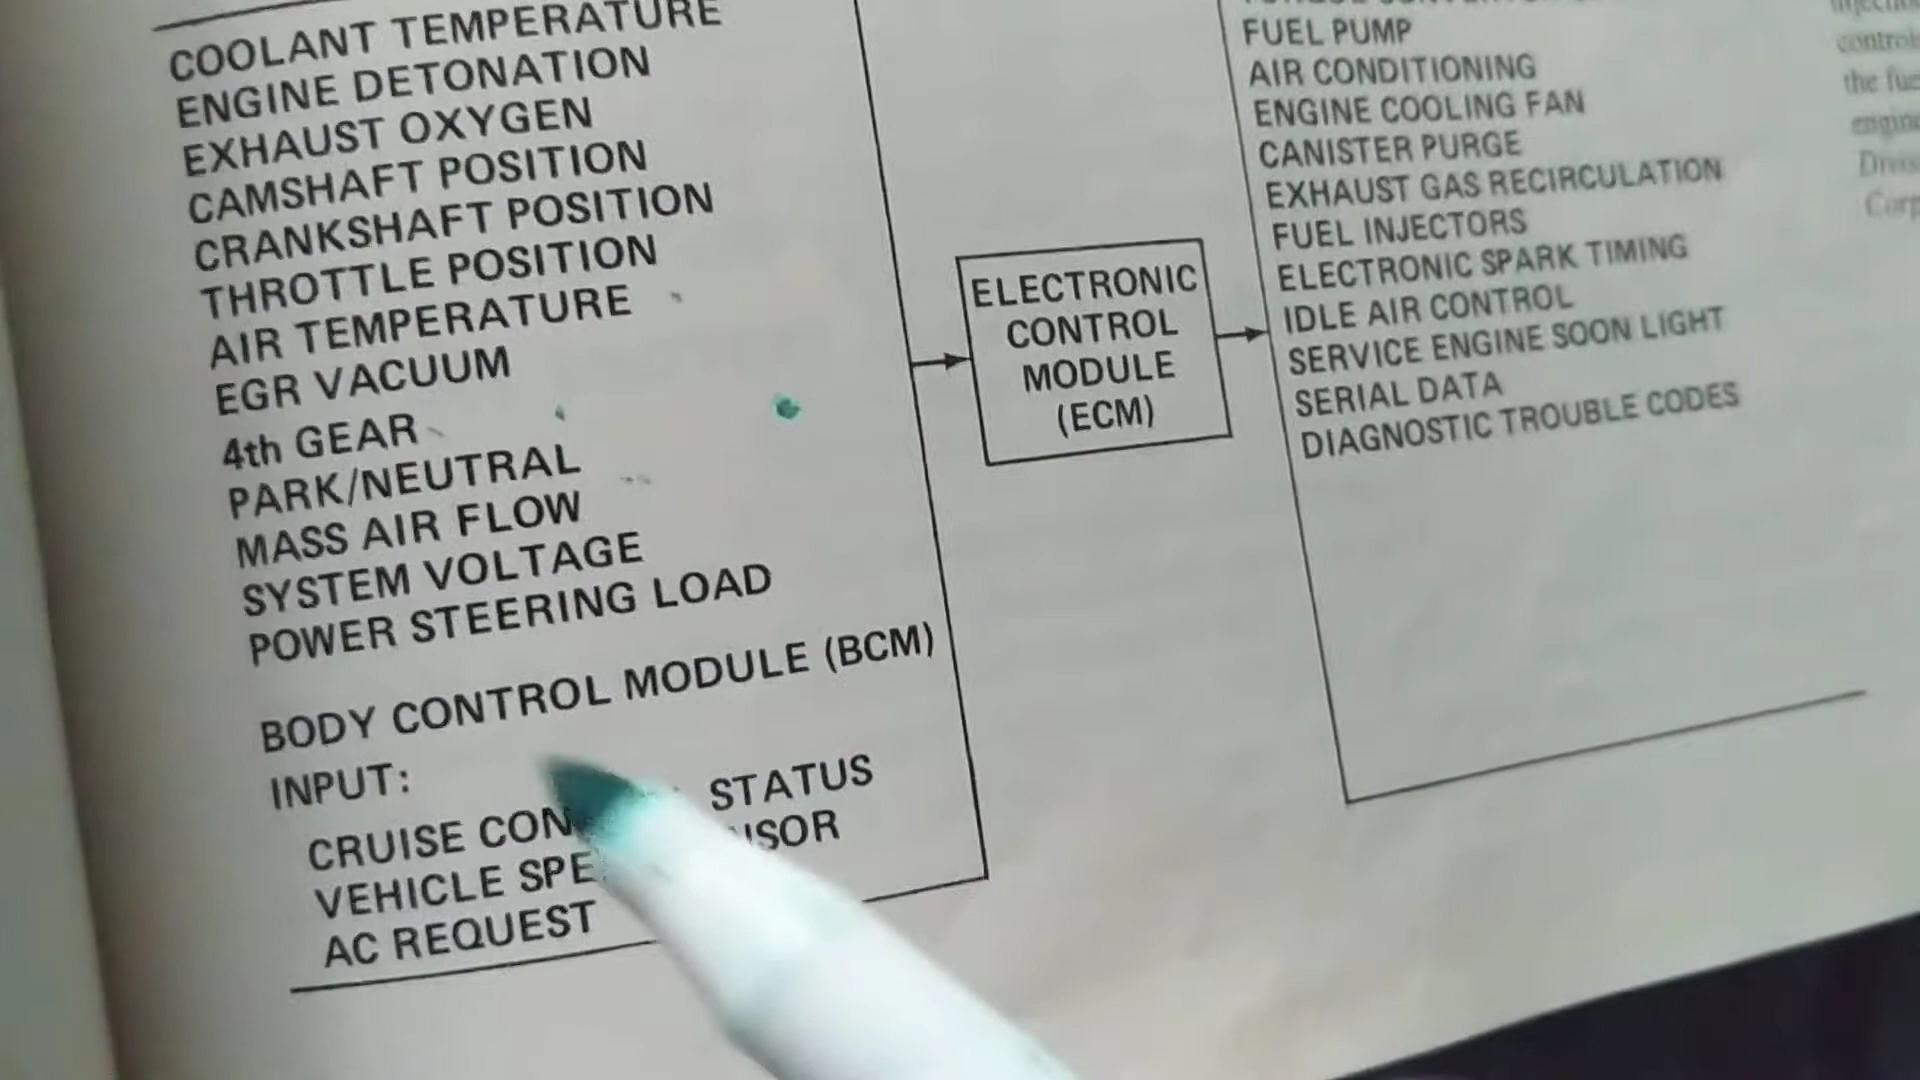 COOLANT TEMPERATURE
ENGINE DETONATION
EXHAUST OXYGEN
CAMSHAFT POSITION
CRANKSHAFT POSITION
THROTTLE POSITION
AIR TEMPERATURE
EGR VACUUM
4th GEAR
PARK/NEUTRAL
MASS AIR FLOW
SYSTEM VOLTAGE
POWER STEERING LOAD
BODY CONTROL MODULE (BCM)
INPUT:
CRUISE STATUS
VEHICLE
AC REQUEST
ELECTRONIC
CONTROL
MODULE
(ECM)
FUEL PUMP
AIR CONDITIONING
ENGINE COOLING FAN
CANISTER PURGE
EXHAUST GAS RECIRCULATION
FUEL INJECTORS
ELECTRONIC SPARK TIMING
IDLE AIR CONTROL
SERVICE ENGINE SOON LIGHT
SERIAL DATA
DIAGNOSTIC TROUBLE CODES
the